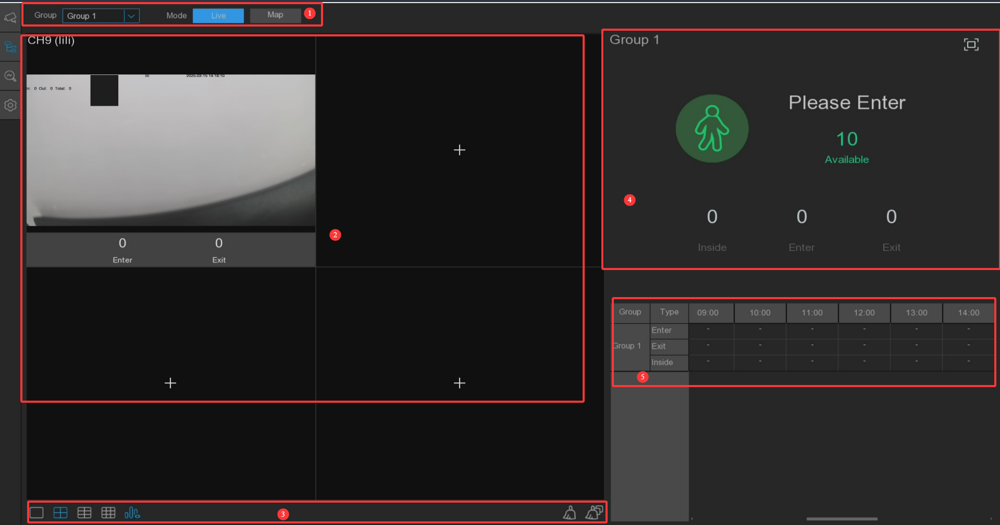 Group Group 1 Mode Live Map 1
CH9 (lili)
lili 2025-02-15 14:16:10
In: 0 Out: 0 Total: 0
2
0 0
Enter Exit
3
Group 1
Please Enter
10
Available
4
0 0 0
Inside Enter Exit
Group Type 09:00 10:00 11:00 12:00 13:00 14:00
Enter - - - - - -
Group 1 Exit - - - - - -
Inside - - - - - -
5